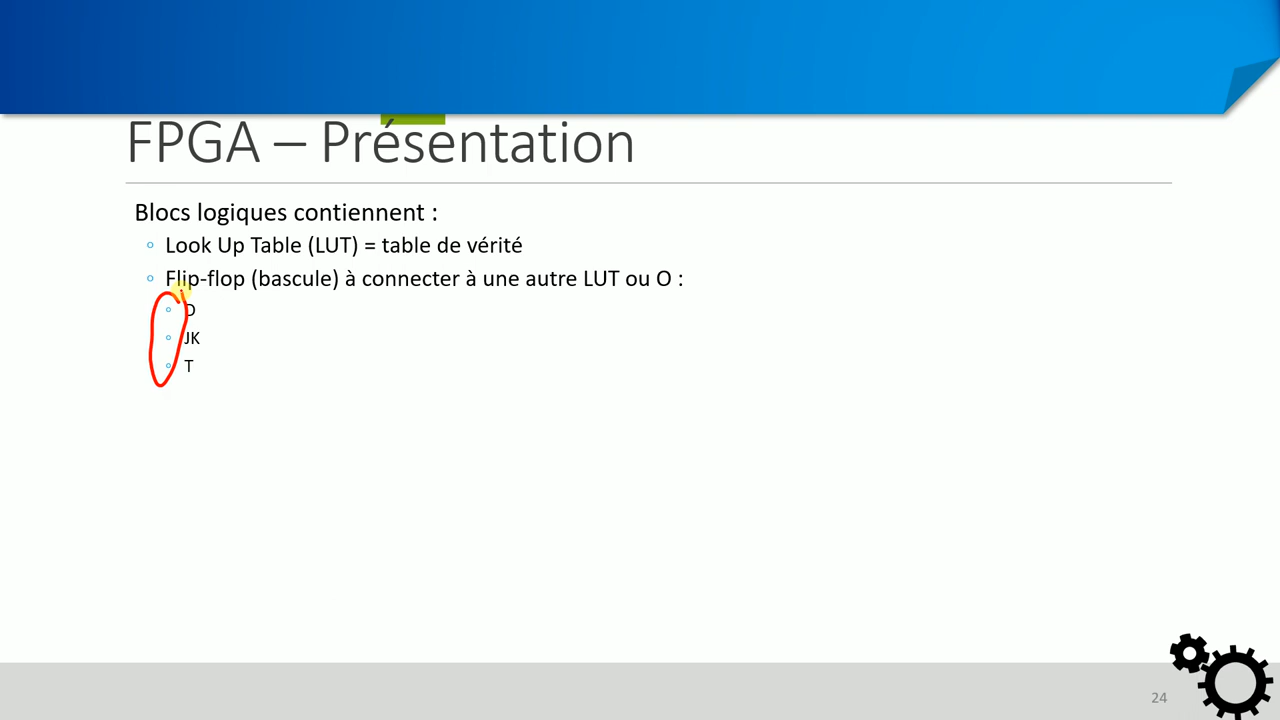 FPGA – Présentation
Blocs logiques contiennent :
Look Up Table (LUT) = table de vérité
Flip-flop (bascule) à connecter à une autre LUT ou O :
D
JK
T
24